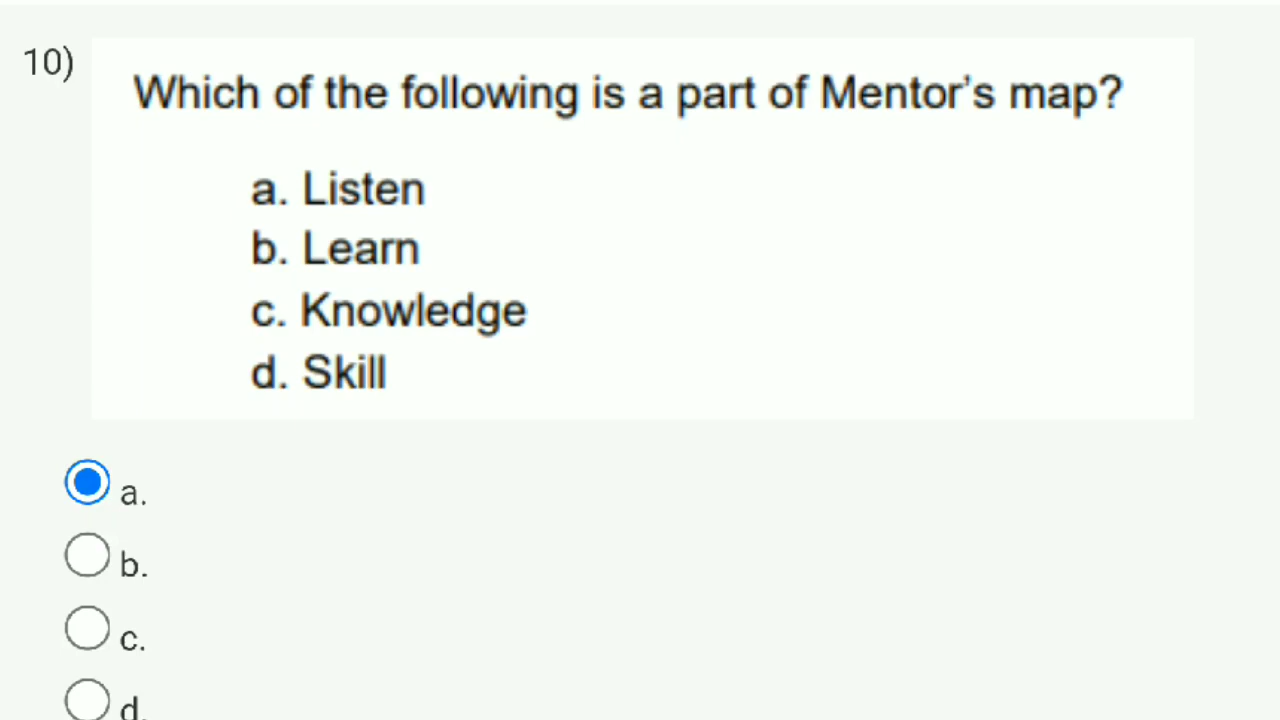 10)
Which of the following is a part of Mentor's map?
a. Listen
b. Learn
c. Knowledge
d. Skill
a.
b.
c.
d.